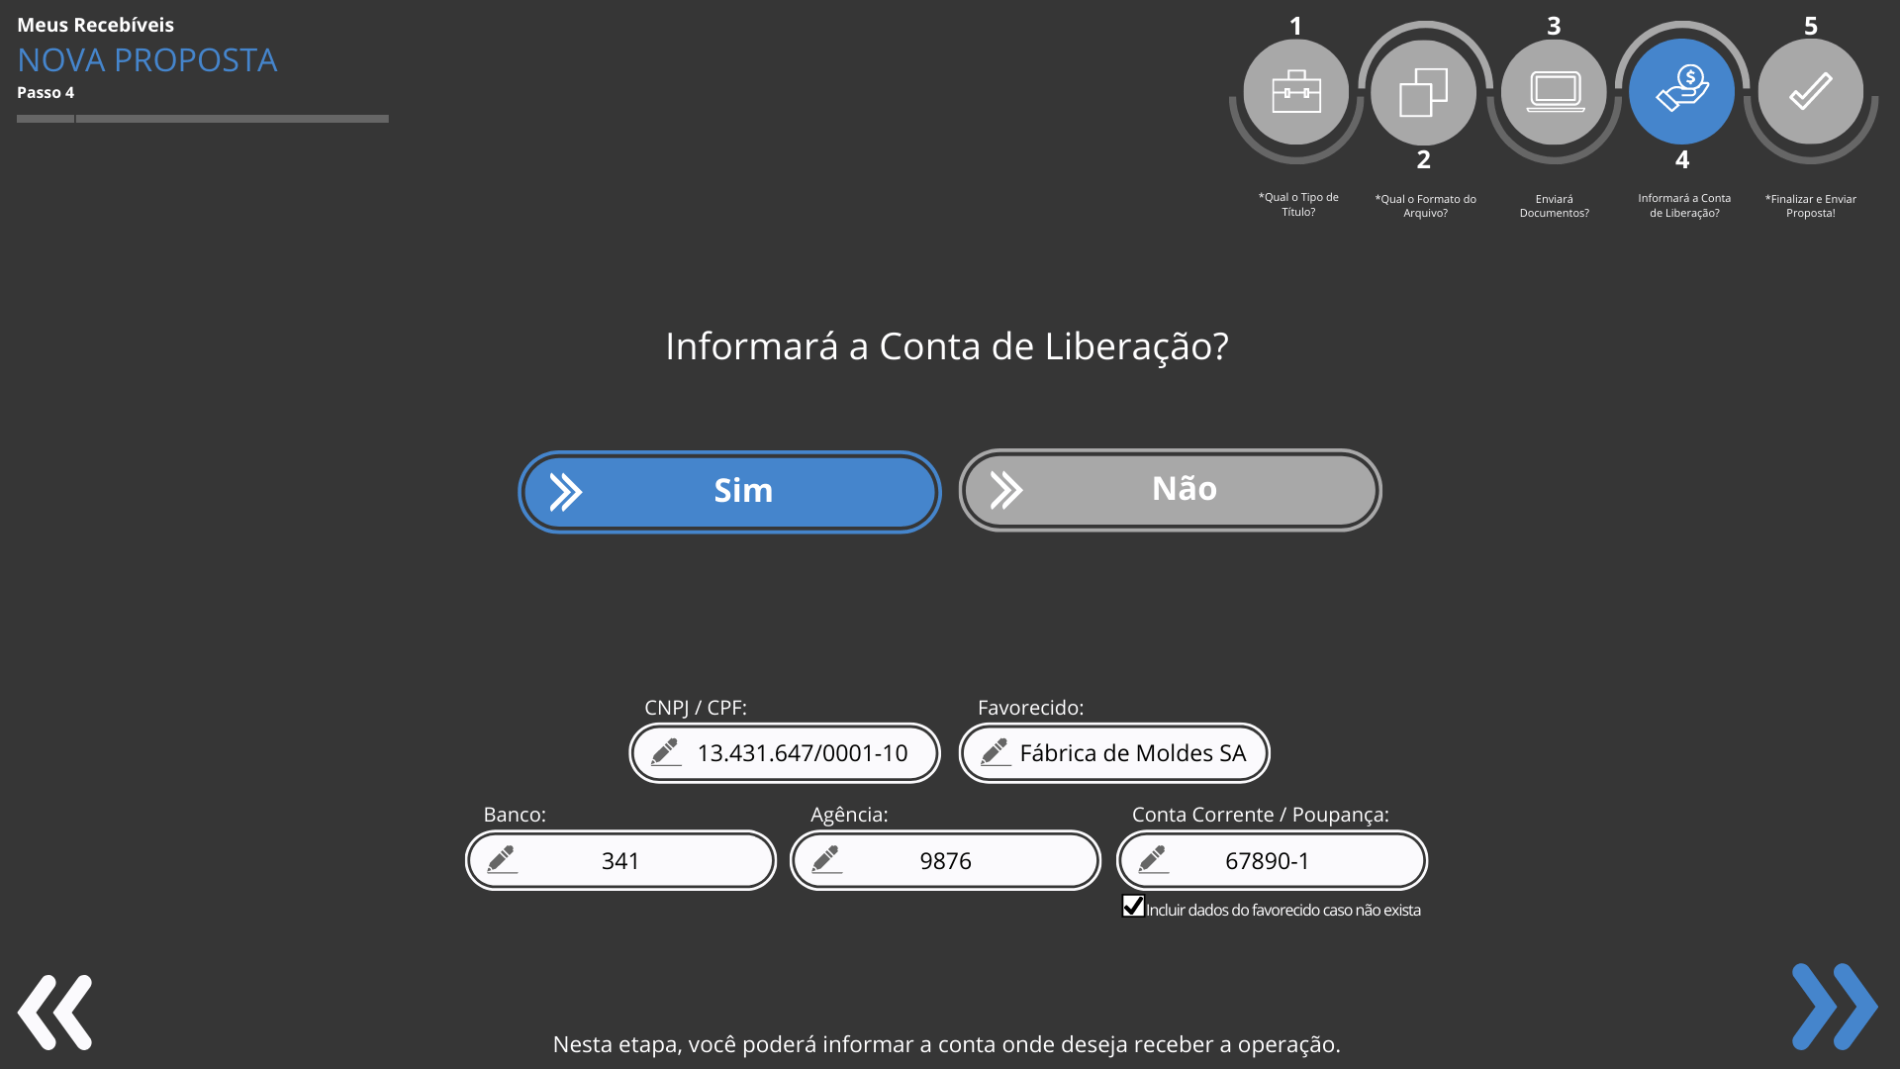 Meus Recebíveis
NOVA PROPOSTA
Passo 4
1
2
3
4
5
*Qual o Tipo de
Título?
*Qual o Formato do
Arquivo?
Enviará
Documentos?
Informará a Conta
de Liberação?
*Finalizar e Enviar
Proposta!
Informará a Conta de Liberação?
Sim
Não
CNPJ / CPF:
13.431.647/0001-10
Favorecido:
Fábrica de Moldes SA
Banco:
341
Agência:
9876
Conta Corrente / Poupança:
67890-1
Incluir dados do favorecido caso não exista
Nesta etapa, você poderá informar a conta onde deseja receber a operação.